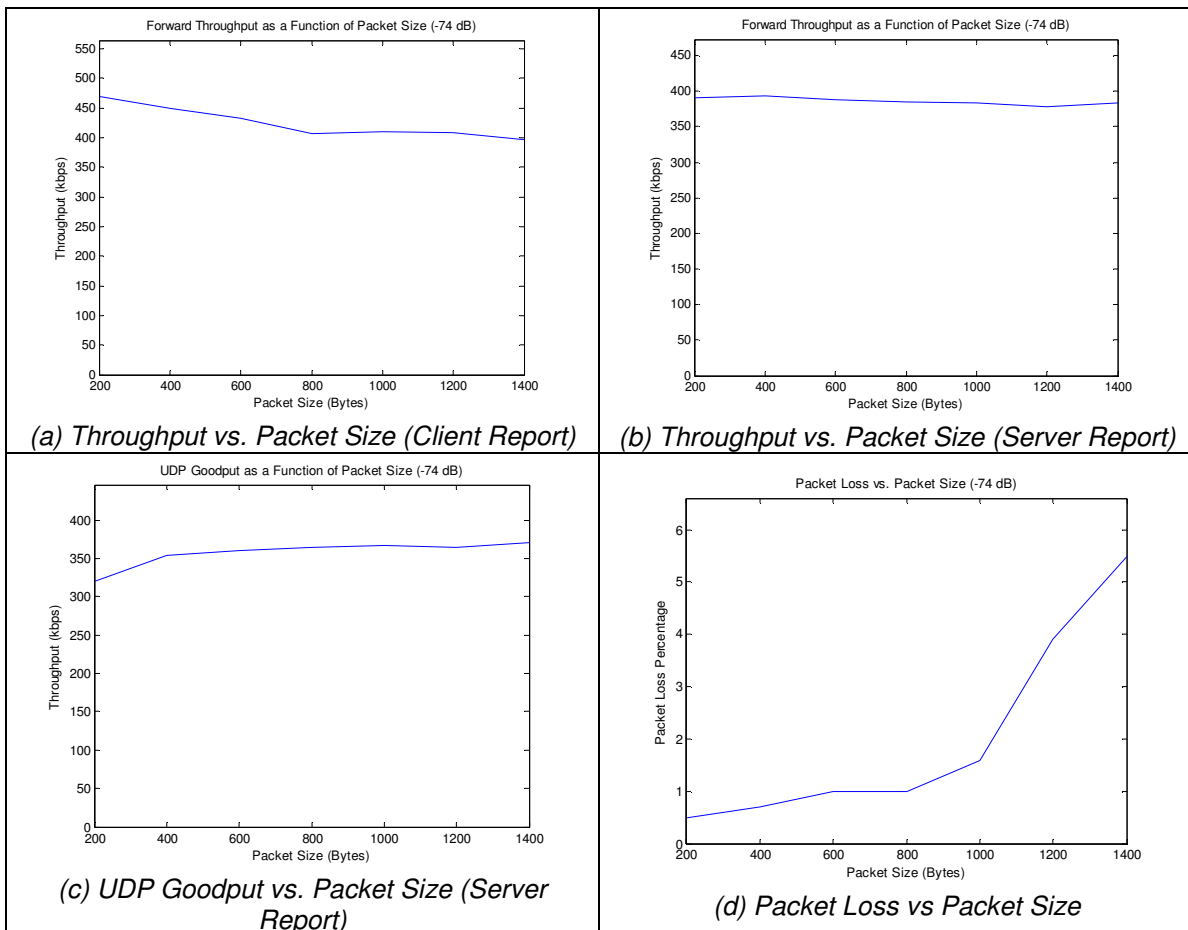 Forward Throughput as a Function of Packet Size (-74 dB)
550
500
450
400
350
300
250
200
150
100
50
0
Throughput (kbps)
200 400 600 800 1000 1200 1400
Packet Size (Bytes)
(a) Throughput vs. Packet Size (Client Report)
Forward Throughput as a Function of Packet Size (-74 dB)
450
400
350
300
250
200
150
100
50
0
Throughput (kbps)
200 400 600 800 1000 1200 1400
Packet Size (Bytes)
(b) Throughput vs. Packet Size (Server Report)
UDP Goodput as a Function of Packet Size (-74 dB)
400
350
300
250
200
150
100
50
0
Throughput (kbps)
200 400 600 800 1000 1200 1400
Packet Size (Bytes)
(c) UDP Goodput vs. Packet Size (Server
Report)
Packet Loss vs. Packet Size (-74 dB)
6
5
4
3
2
1
0
Packet Loss Percentage
200 400 600 800 1000 1200 1400
Packet Size (Bytes)
(d) Packet Loss vs Packet Size